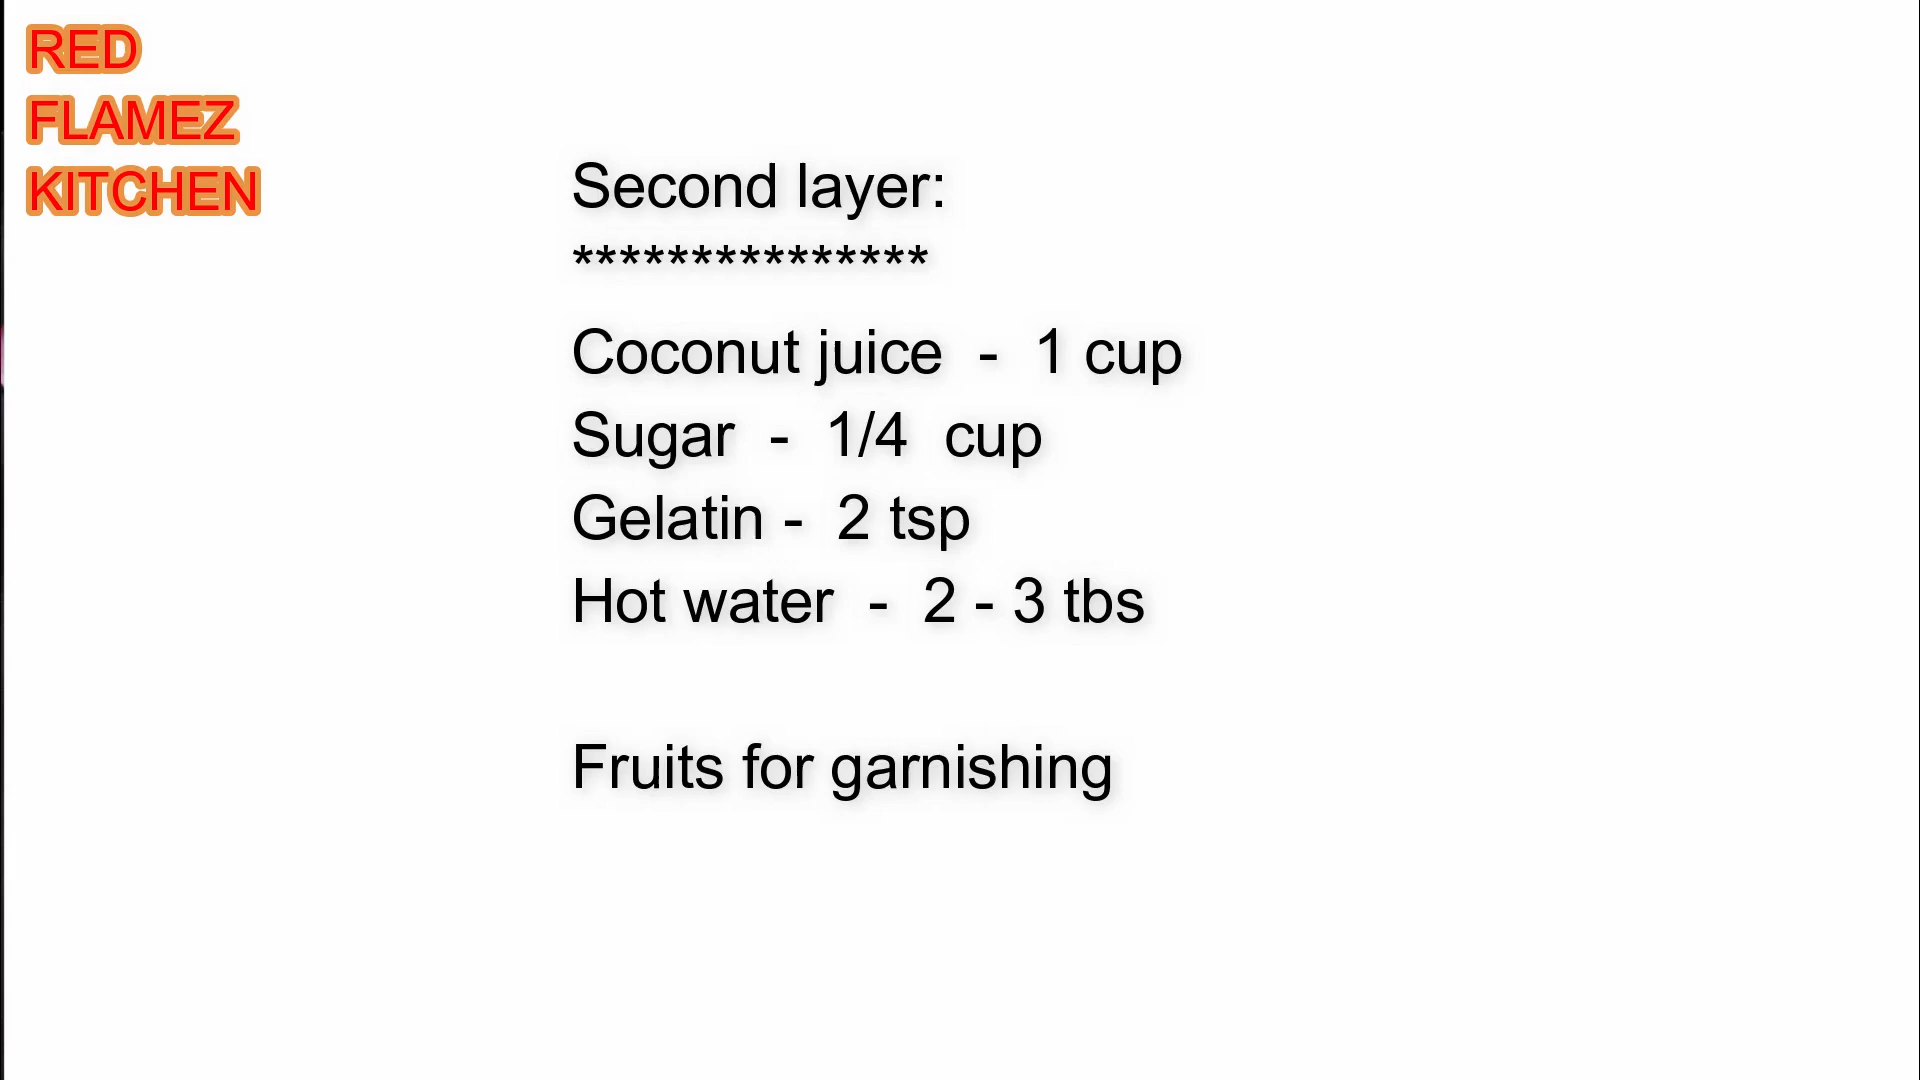 RED
FLAMEZ
KITCHEN
Second layer:
***************
Coconut juice - 1 cup
Sugar - 1/4 cup
Gelatin - 2 tsp
Hot water - 2 - 3 tbs
Fruits for garnishing